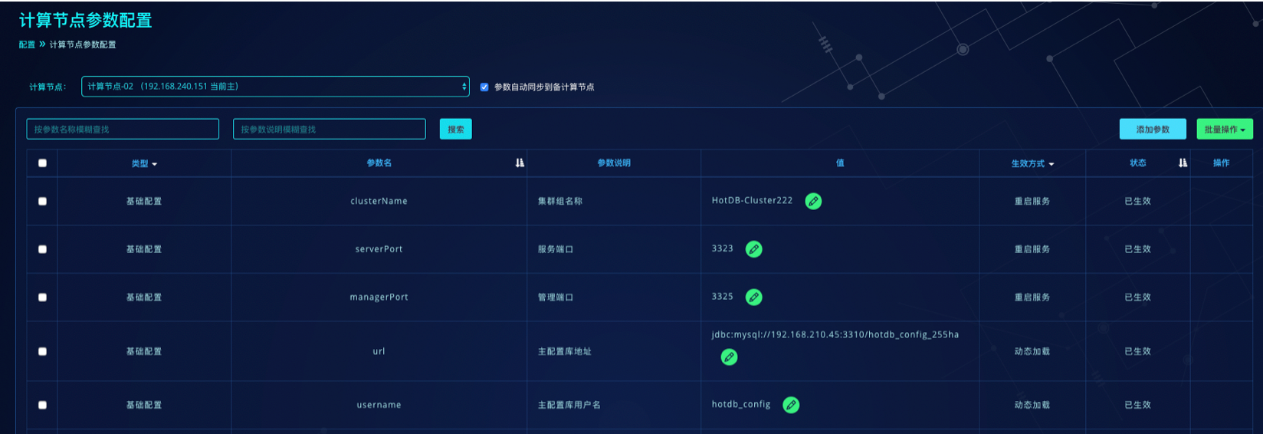 计算节点参数配置
配置 » 计算节点参数配置
计算节点: 计算节点-02 (192.168.240.151 当前主) 参数自动同步到备计算节点
按参数名称模糊查找 按参数说明模糊查找 搜索 添加参数 批量操作
类型 参数名 参数说明 值 生效方式 状态 操作
基础配置 clusterName 集群组名称 HotDB-Cluster222 重启服务 已生效
基础配置 serverPort 服务端口 3323 重启服务 已生效
基础配置 managerPort 管理端口 3325 重启服务 已生效
基础配置 url 主配置库地址 jdbc:mysql://192.168.210.45:3310/hotdb_config_255ha 动态加载 已生效
基础配置 username 主配置库用户名 hotdb_config 动态加载 已生效